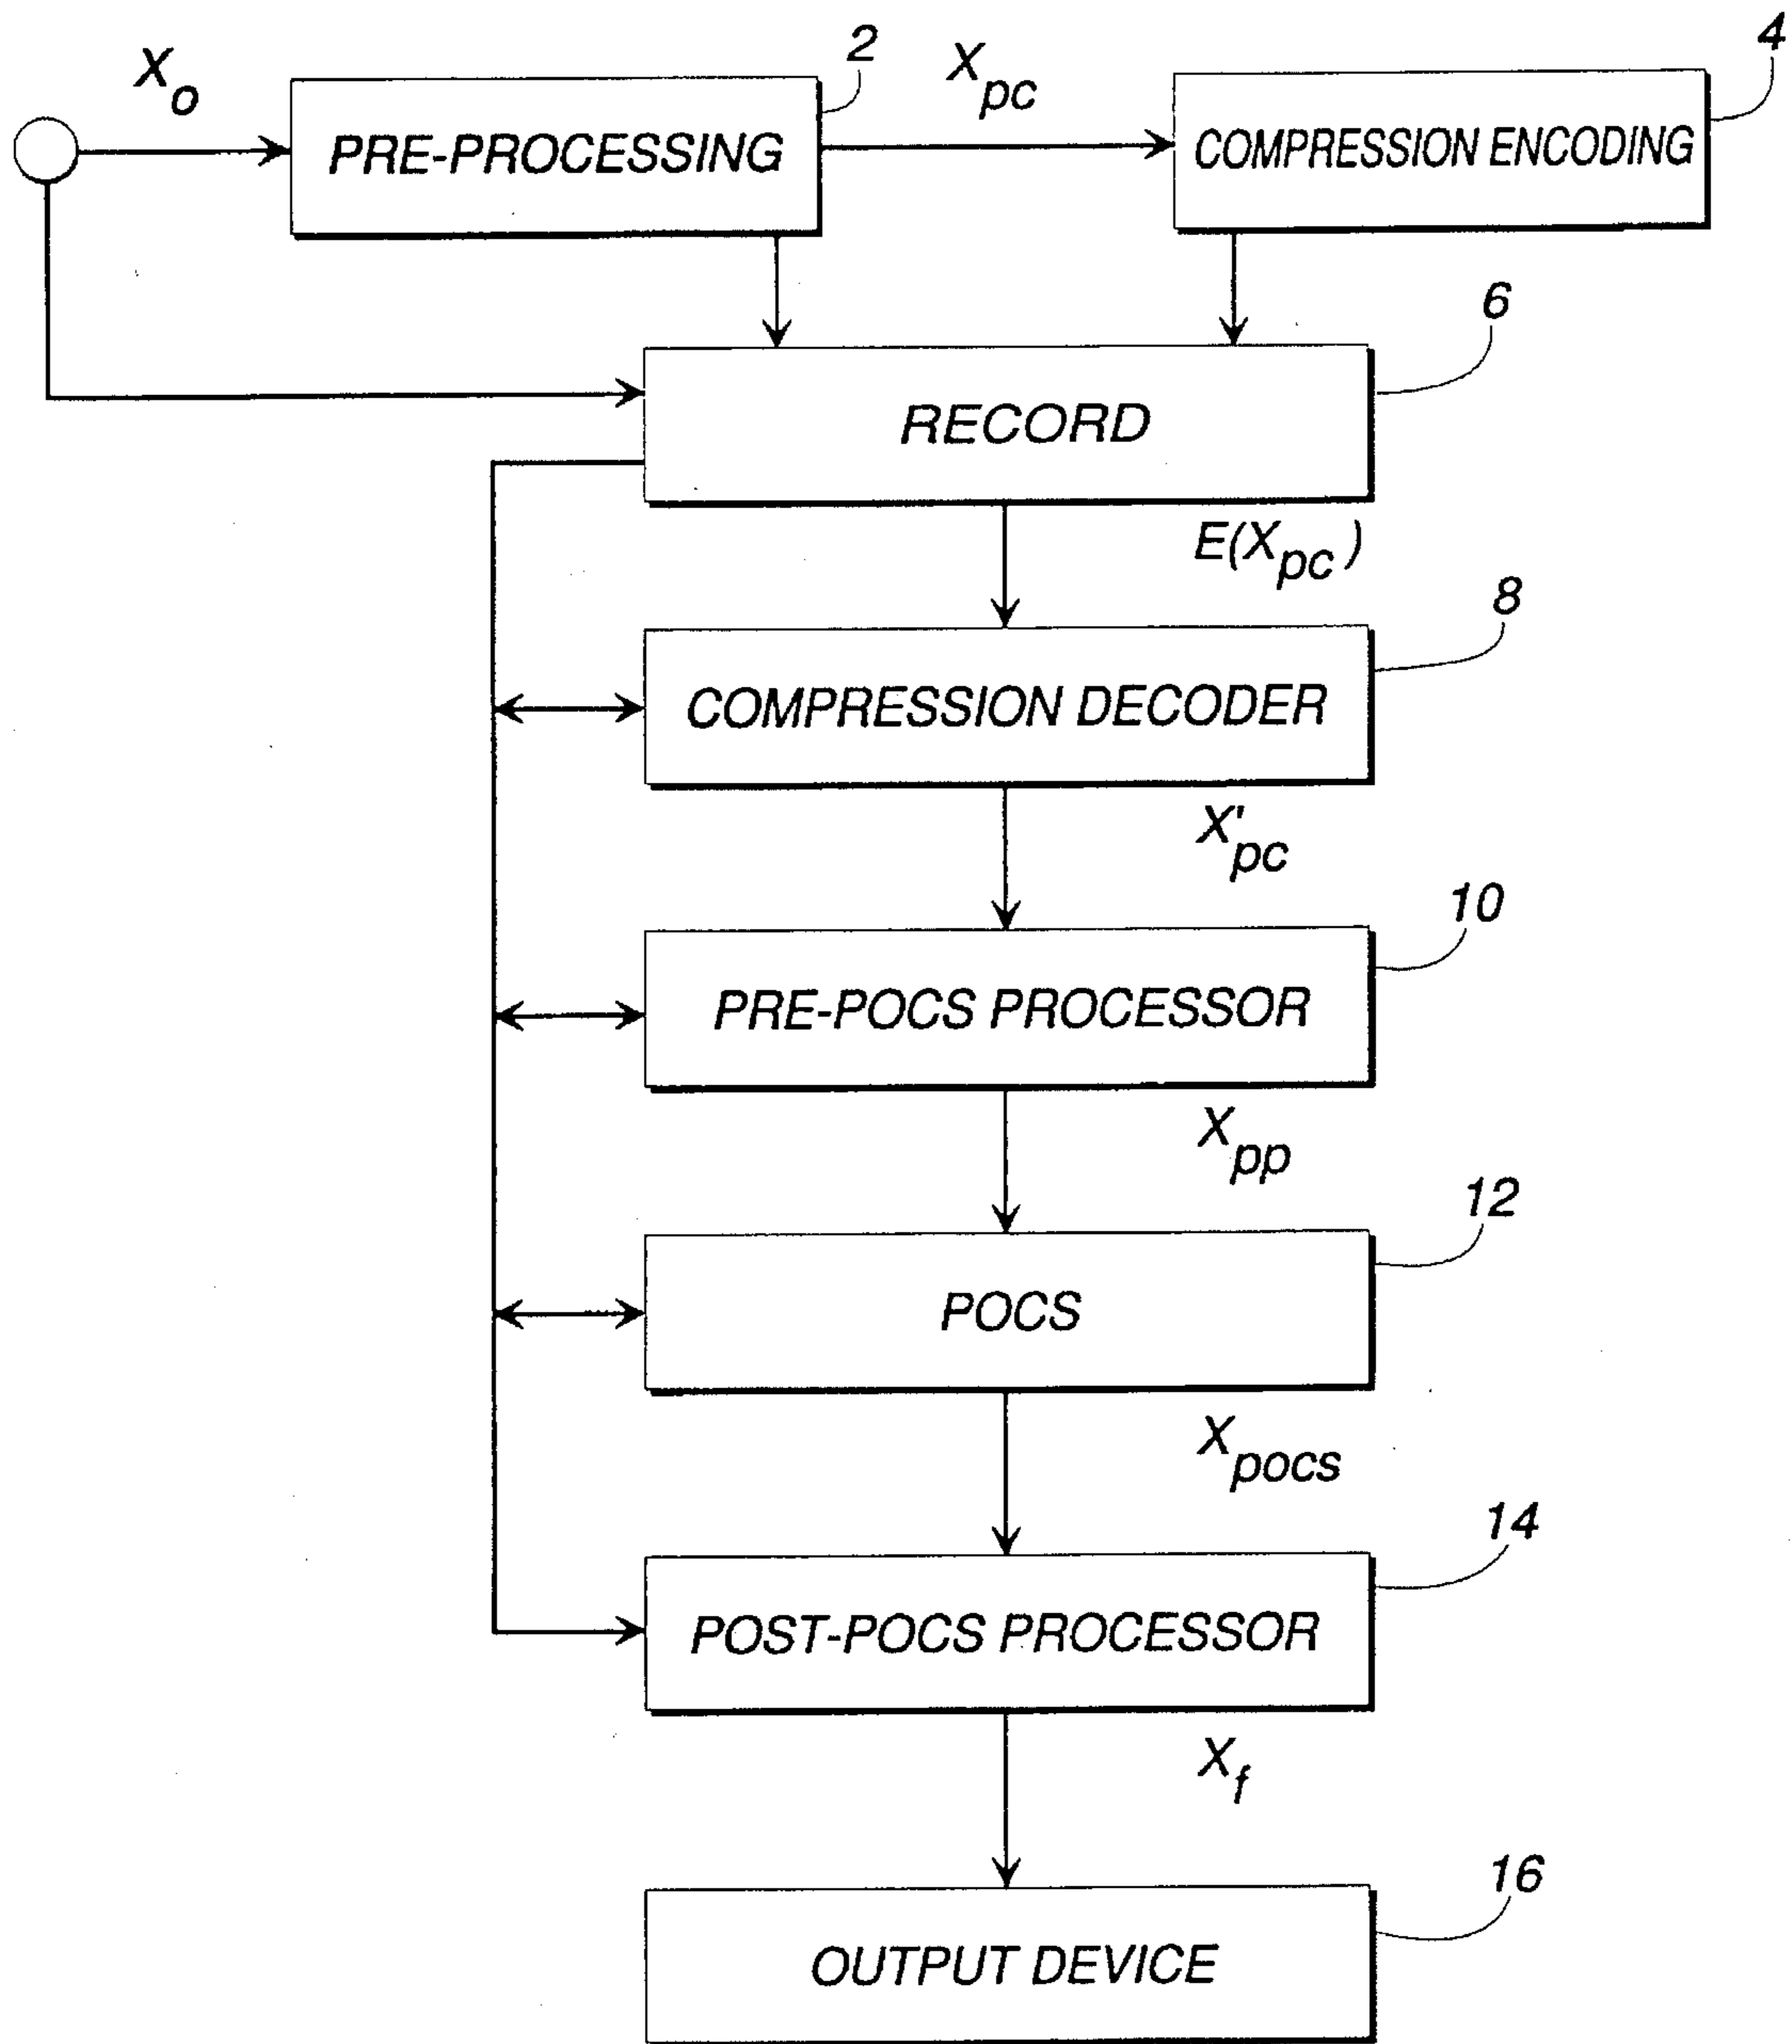 X_o
2
X_pc
4
PRE-PROCESSING
COMPRESSION ENCODING
6
RECORD
E(X_pc)
8
COMPRESSION DECODER
X'_pc
10
PRE-POCS PROCESSOR
X_pp
12
POCS
X_pocs
14
POST-POCS PROCESSOR
X_f
16
OUTPUT DEVICE